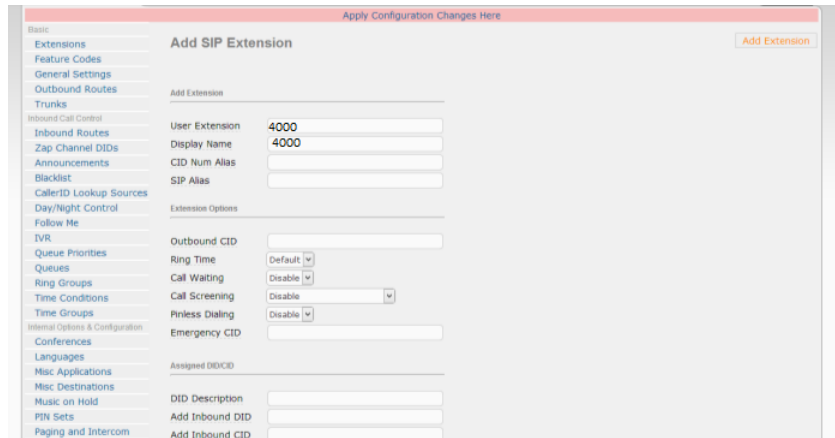 Apply Configuration Changes Here
Basic
Extensions
Feature Codes
General Settings
Outbound Routes
Trunks
Inbound Call Control
Inbound Routes
Zap Channel DIDs
Announcements
Blacklist
CallerID Lookup Sources
Day/Night Control
Follow Me
IVR
Queue Priorities
Queues
Ring Groups
Time Conditions
Time Groups
Internal Options & Configuration
Conferences
Languages
Misc Applications
Misc Destinations
Music on Hold
PIN Sets
Paging and Intercom
Add SIP Extension
Add Extension
Add Extension
User Extension 4000
Display Name 4000
CID Num Alias
SIP Alias
Extension Options
Outbound CID
Ring Time Default
Call Waiting Disable
Call Screening Disable
Pinless Dialing Disable
Emergency CID
Assigned DID/CID
DID Description
Add Inbound DID
Add Inbound CID